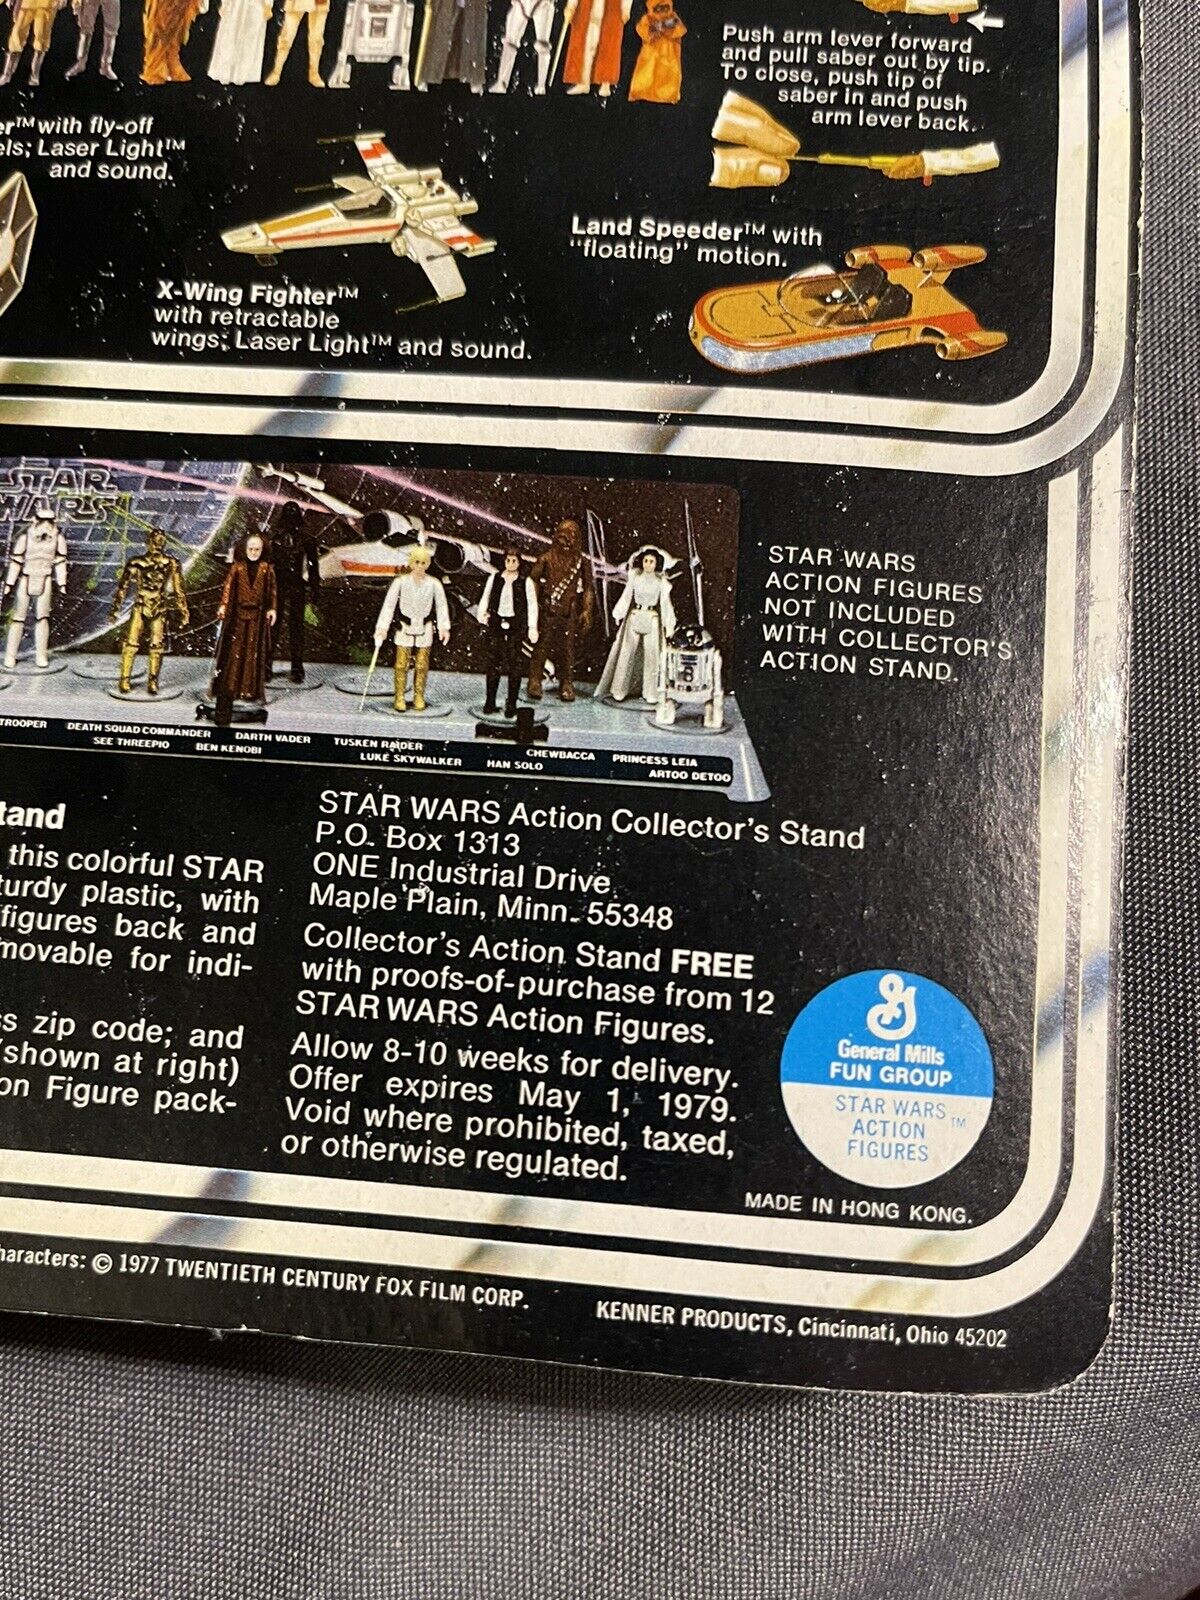 Push arm lever forward
and pull saber out by tip.
To close, push tip of
saber in and push
arm lever back.
er™ with fly-off
els; Laser Light™
and sound.
X-Wing Fighter™
with retractable
wings; Laser Light™ and sound.
Land Speeder™ with
"floating" motion.
STAR
WARS
STAR WARS
ACTION FIGURES
NOT INCLUDED
WITH COLLECTOR'S
ACTION STAND.
TROOPER DEATH SQUAD COMMANDER DARTH VADER TUSKEN RAIDER CHEWBACCA PRINCESS LEIA
SEE THREEPIO BEN KENOBI LUKE SKYWALKER HAN SOLO ARTOO DETOO
tand
this colorful STAR
turdy plastic, with
figures back and
movable for indi-
ss zip code; and
(shown at right)
on Figure pack-
STAR WARS Action Collector's Stand
P.O. Box 1313
ONE Industrial Drive
Maple Plain, Minn. 55348
Collector's Action Stand FREE
with proofs-of-purchase from 12
STAR WARS Action Figures.
Allow 8-10 weeks for delivery.
Offer expires May 1, 1979.
Void where prohibited, taxed,
or otherwise regulated.
General Mills
FUN GROUP
STAR WARS™
ACTION
FIGURES
MADE IN HONG KONG.
haracters: © 1977 TWENTIETH CENTURY FOX FILM CORP.
KENNER PRODUCTS, Cincinnati, Ohio 45202